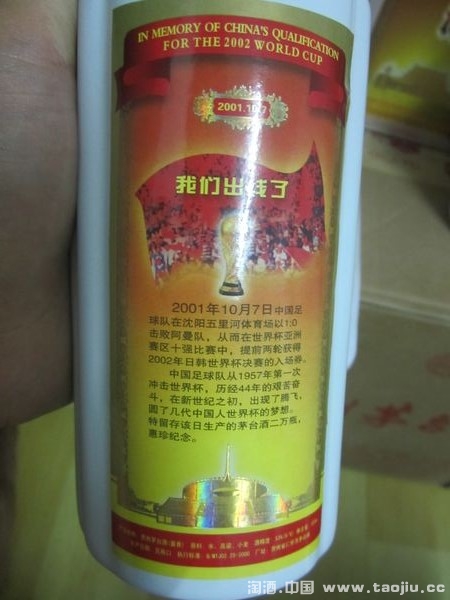 IN MEMORY OF CHINA'S QUALIFICATION
FOR THE 2002 WORLD CUP
2001.10.7
我们出线了
2001年10月7日中国足
球队在沈阳五里河体育场以1:0
击败阿曼队，从而在世界杯亚洲
赛区十强比赛中，提前两轮获得
2002年日韩世界杯决赛的入场券。
中国足球队从1957年第一次
冲击世界杯，历经44年的艰苦奋
斗，在新世纪之初，出现了腾飞，
圆了几代中国人世界杯的梦想。
特留存该日生产的茅台酒二万瓶，
惠珍纪念。
淘酒.中国 www.taojiu.cc